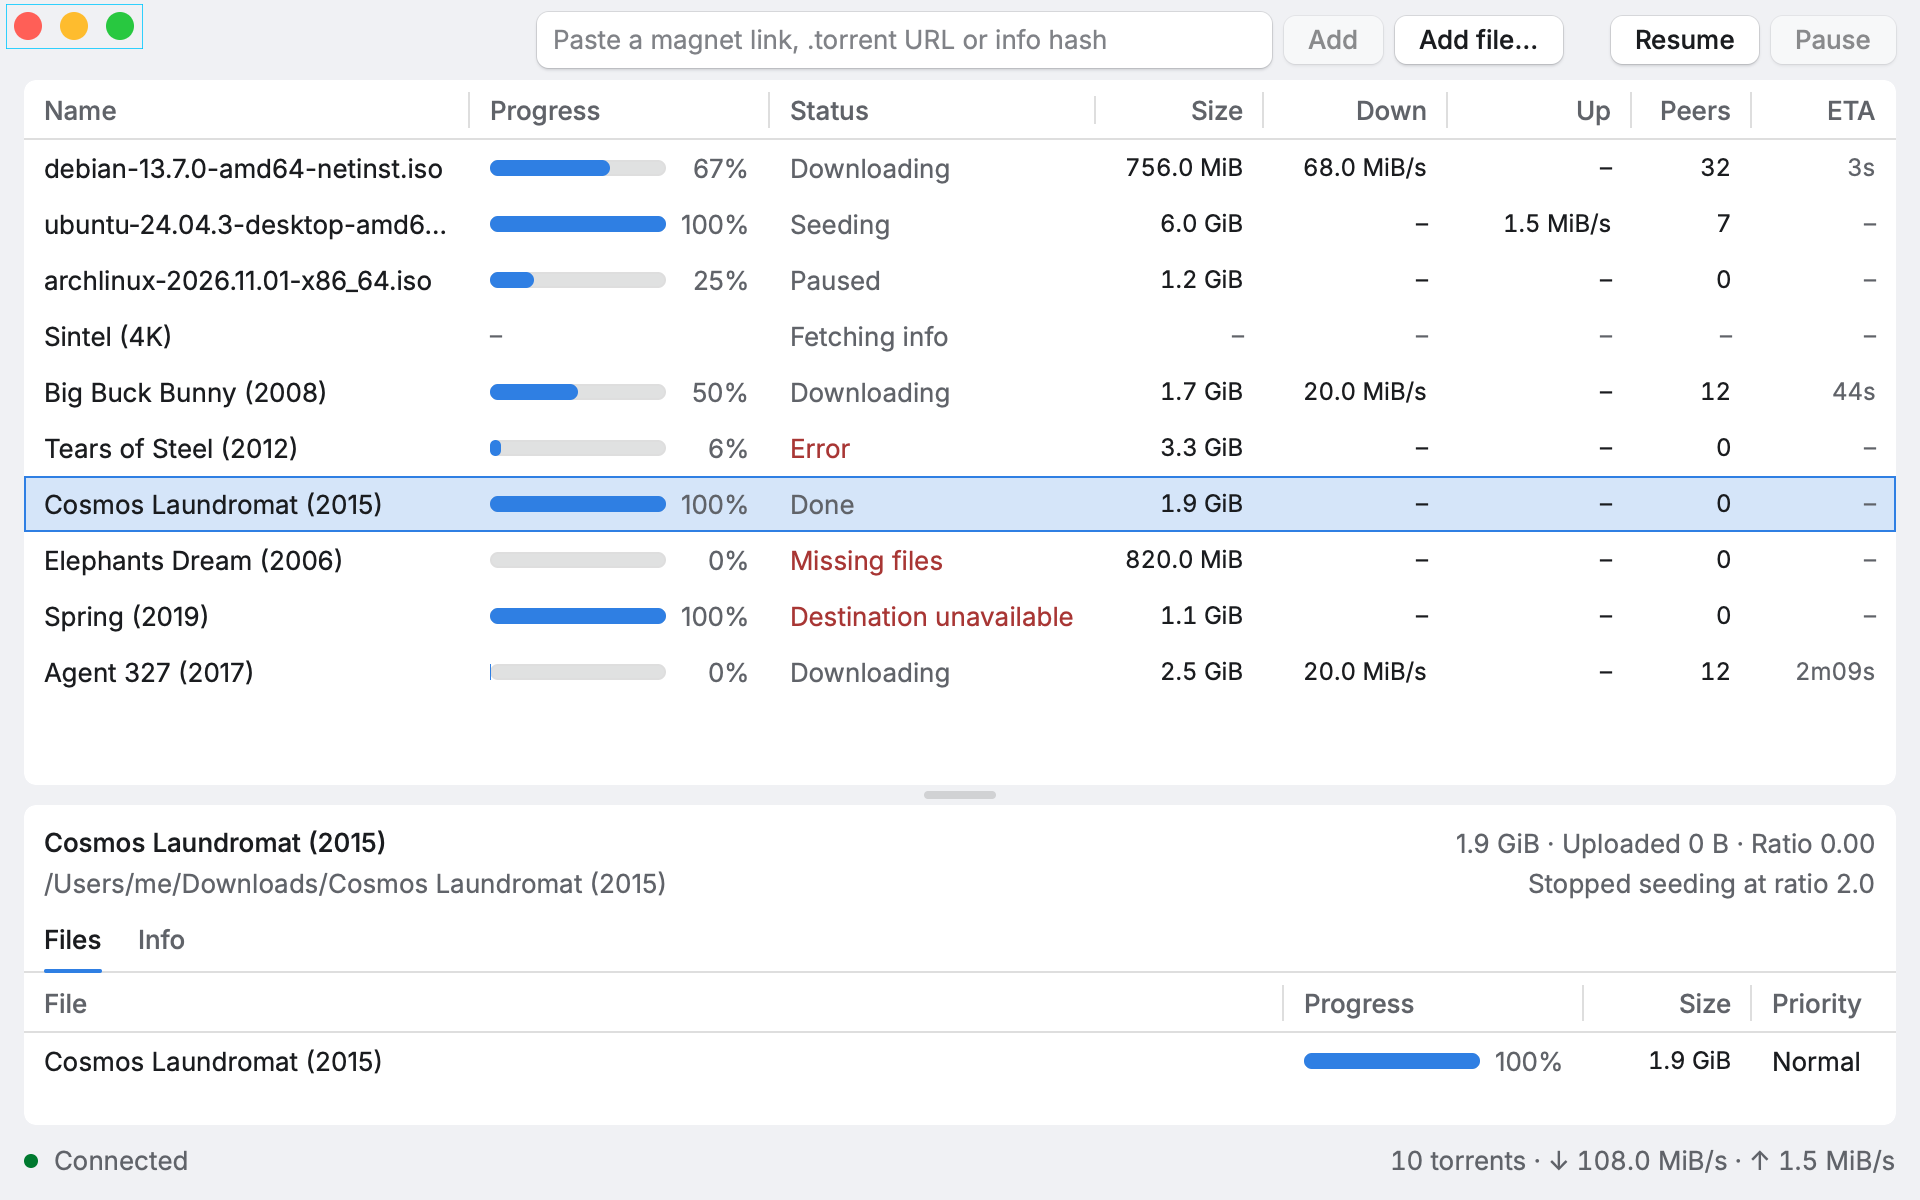 Paste a magnet link, .torrent URL or info hash Add Add file... Resume Pause
Name Progress Status Size Down Up Peers ETA
debian-13.7.0-amd64-netinst.iso 67% Downloading 756.0 MiB 68.0 MiB/s – 32 3s
ubuntu-24.04.3-desktop-amd6... 100% Seeding 6.0 GiB – 1.5 MiB/s 7 –
archlinux-2026.11.01-x86_64.iso 25% Paused 1.2 GiB – – 0 –
Sintel (4K) – Fetching info – – – – –
Big Buck Bunny (2008) 50% Downloading 1.7 GiB 20.0 MiB/s – 12 44s
Tears of Steel (2012) 6% Error 3.3 GiB – – 0 –
Cosmos Laundromat (2015) 100% Done 1.9 GiB – – 0 –
Elephants Dream (2006) 0% Missing files 820.0 MiB – – 0 –
Spring (2019) 100% Destination unavailable 1.1 GiB – – 0 –
Agent 327 (2017) 0% Downloading 2.5 GiB 20.0 MiB/s – 12 2m09s
Cosmos Laundromat (2015) 1.9 GiB · Uploaded 0 B · Ratio 0.00
/Users/me/Downloads/Cosmos Laundromat (2015) Stopped seeding at ratio 2.0
Files Info
File Progress Size Priority
Cosmos Laundromat (2015) 100% 1.9 GiB Normal
Connected 10 torrents · ↓ 108.0 MiB/s · ↑ 1.5 MiB/s